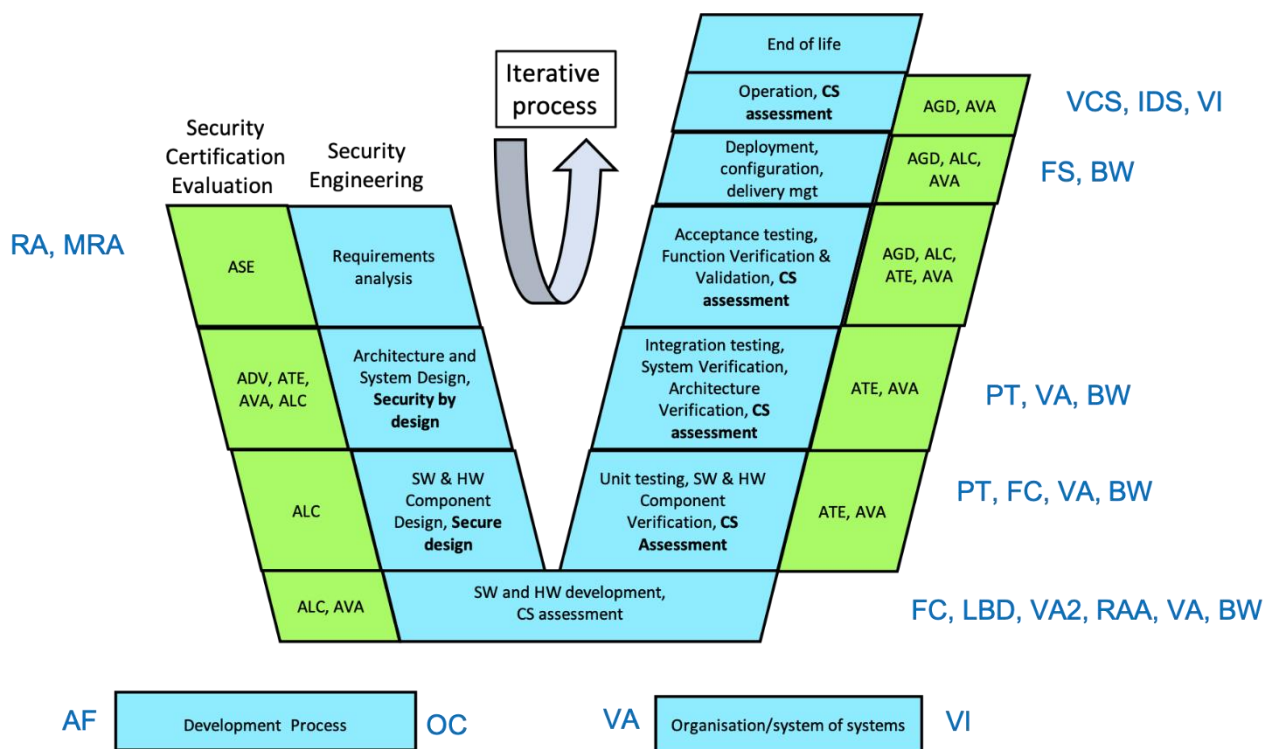 End of life
Iterative
process
Operation, CS
assessment
AGD, AVA
VCS, IDS, VI
Security
Certification
Evaluation
Security
Engineering
Deployment,
configuration,
delivery mgt
AGD, ALC,
AVA
FS, BW
RA, MRA
ASE
Requirements
analysis
Acceptance testing,
Function Verification &
Validation, CS
assessment
AGD, ALC,
ATE, AVA
ADV, ATE,
AVA, ALC
Architecture and
System Design,
Security by
design
Integration testing,
System Verification,
Architecture
Verification, CS
assessment
ATE, AVA
PT, VA, BW
ALC
SW & HW
Component
Design, Secure
design
Unit testing, SW & HW
Component
Verification, CS
Assessment
ATE, AVA
PT, FC, VA, BW
ALC, AVA
SW and HW development,
CS assessment
FC, LBD, VA2, RAA, VA, BW
AF
Development Process
OC
VA
Organisation/system of systems
VI